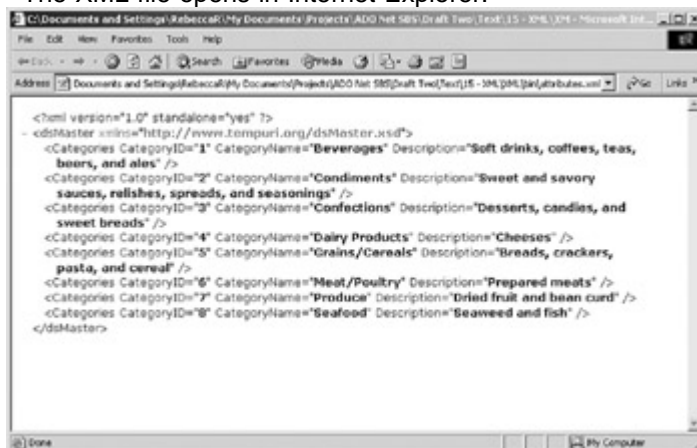 The XML file opens in Internet Explorer.
C:\Documents and Settings\RebeccaR\My Documents\Projects\ADO Net SBS\Draft Two\Text\15 - XML\XML - Microsoft Int...
File Edit View Favorites Tools Help
Back Search Favorites Media
Address Documents and Settings\RebeccaR\My Documents\Projects\ADO Net SBS\Draft Two\Text\15 - XML\XML\bin\attributes.xml Go Links »
<?xml version="1.0" standalone="yes" ?>
- <dsMaster xmlns="http://www.tempuri.org/dsMaster.xsd">
<Categories CategoryID="1" CategoryName="Beverages" Description="Soft drinks, coffees, teas,
beers, and ales" />
<Categories CategoryID="2" CategoryName="Condiments" Description="Sweet and savory
sauces, relishes, spreads, and seasonings" />
<Categories CategoryID="3" CategoryName="Confections" Description="Desserts, candies, and
sweet breads" />
<Categories CategoryID="4" CategoryName="Dairy Products" Description="Cheeses" />
<Categories CategoryID="5" CategoryName="Grains/Cereals" Description="Breads, crackers,
pasta, and cereal" />
<Categories CategoryID="6" CategoryName="Meat/Poultry" Description="Prepared meats" />
<Categories CategoryID="7" CategoryName="Produce" Description="Dried fruit and bean curd" />
<Categories CategoryID="8" CategoryName="Seafood" Description="Seaweed and fish" />
</dsMaster>
Done My Computer